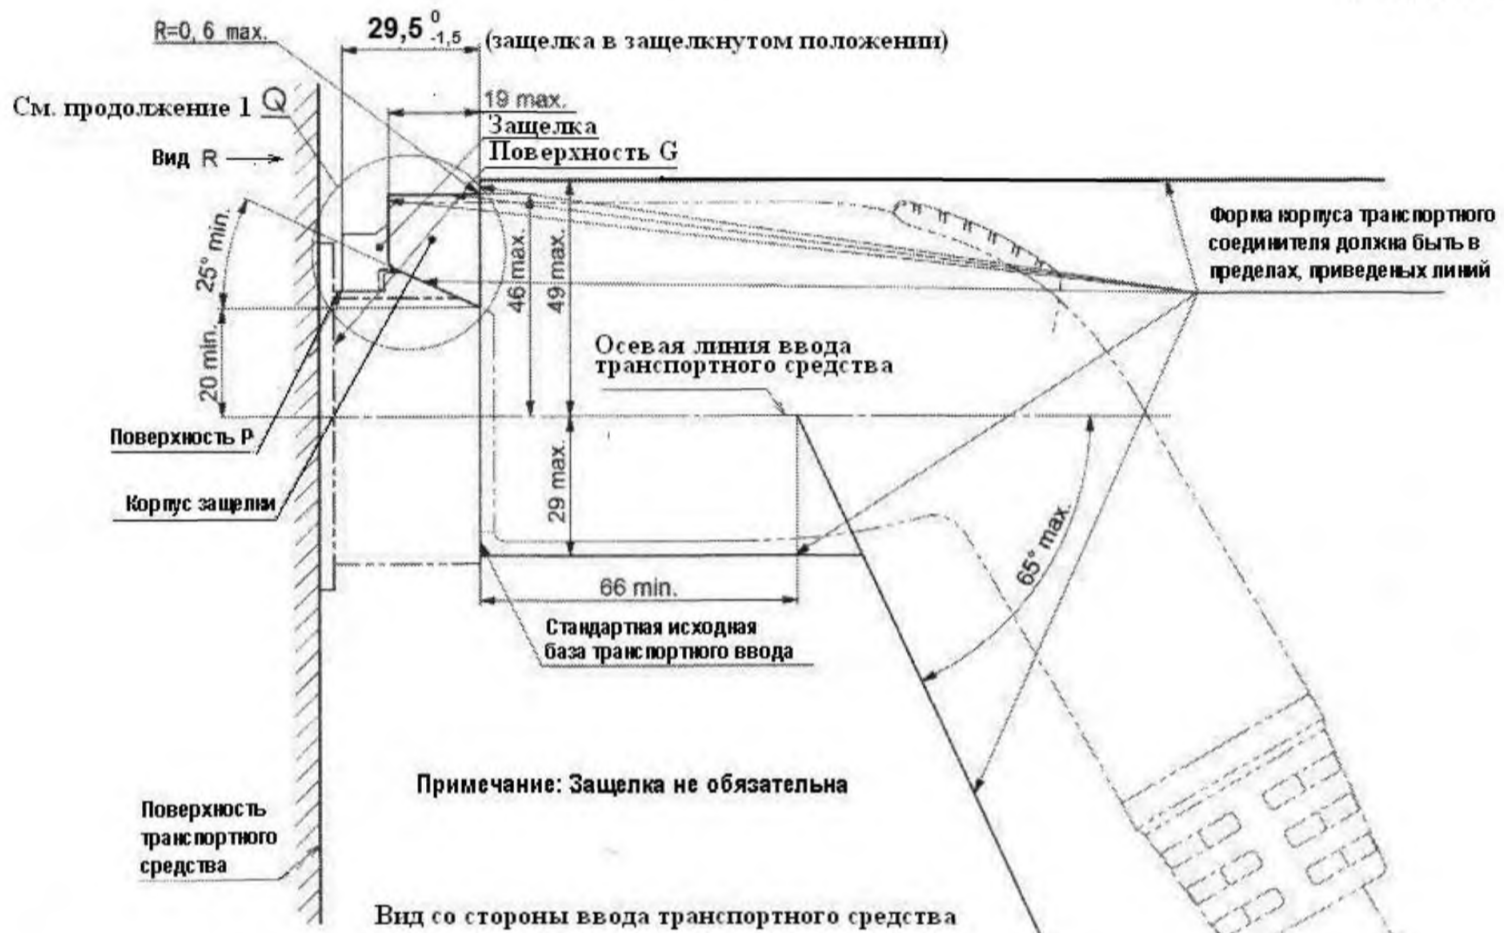 R=0, 6 max.
29,5 0 -1,5 (защелка в защелкнутом положении)
См. продолжение 1 Q
19 max.
Защелка
Вид R
Поверхность G
25° min.
20 min.
46 max.
49 max.
Форма корпуса транспортного
соединителя должна быть в
пределах, приведеных линий
Осевая линия ввода
транспортного средства
Поверхность P
Корпус защелки
29 max.
65° max.
66 min.
Стандартная исходная
база транспортного ввода
Примечание: Защелка не обязательна
Поверхность
транспортного
средства
Вид со стороны ввода транспортного средства